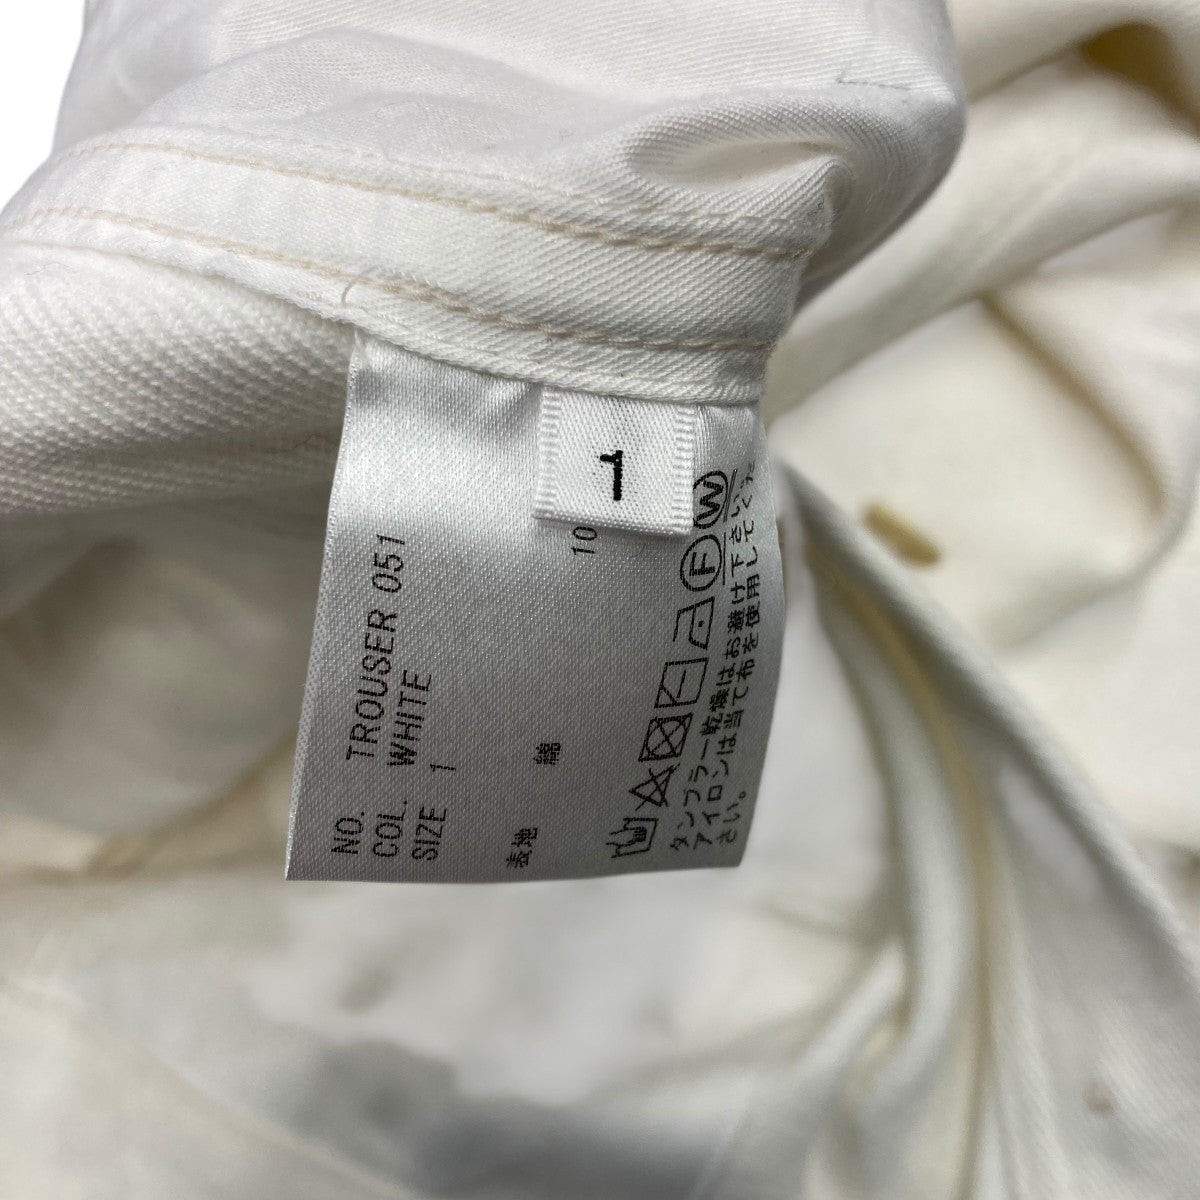 1
NO. TROUSER 051
COL. WHITE
SIZE 1
表地 綿 10
F W
タンブラー乾燥はお避け下さい。
アイロンは当て布を使用してくだ
さい。